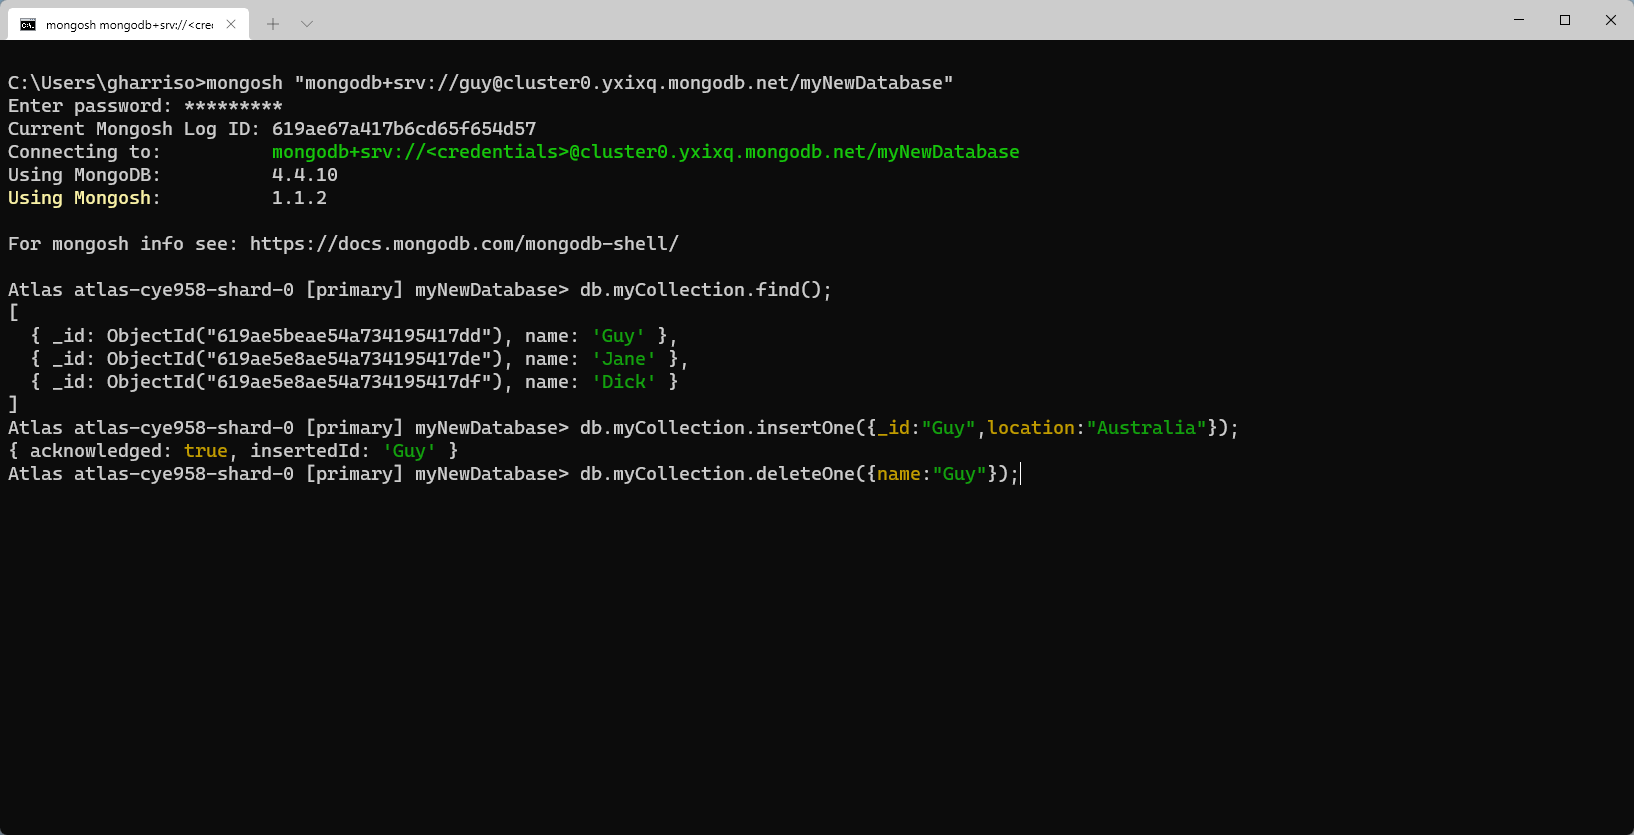 mongosh mongodb+srv://<cre
C:\Users\gharriso>mongosh "mongodb+srv://guy@cluster0.yxixq.mongodb.net/myNewDatabase"
Enter password: *********
Current Mongosh Log ID: 619ae67a417b6cd65f654d57
Connecting to:          mongodb+srv://<credentials>@cluster0.yxixq.mongodb.net/myNewDatabase
Using MongoDB:          4.4.10
Using Mongosh:          1.1.2
For mongosh info see: https://docs.mongodb.com/mongodb-shell/
Atlas atlas-cye958-shard-0 [primary] myNewDatabase> db.myCollection.find();
[
  { _id: ObjectId("619ae5beae54a734195417dd"), name: 'Guy' },
  { _id: ObjectId("619ae5e8ae54a734195417de"), name: 'Jane' },
  { _id: ObjectId("619ae5e8ae54a734195417df"), name: 'Dick' }
]
Atlas atlas-cye958-shard-0 [primary] myNewDatabase> db.myCollection.insertOne({_id:"Guy",location:"Australia"});
{ acknowledged: true, insertedId: 'Guy' }
Atlas atlas-cye958-shard-0 [primary] myNewDatabase> db.myCollection.deleteOne({name:"Guy"});